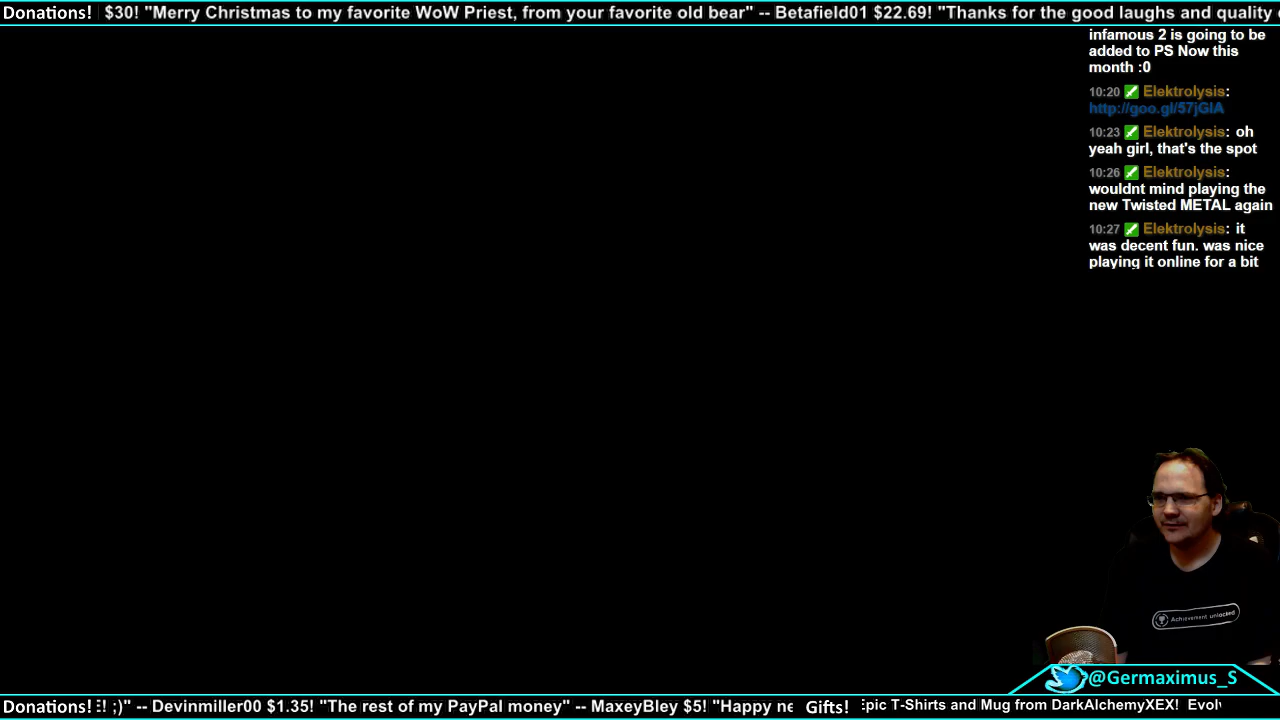 Donations! $30! "Merry Christmas to my favorite WoW Priest, from your favorite old bear" -- Betafield01 $22.69! "Thanks for the good laughs and quality
infamous 2 is going to be
added to PS Now this
month :0
10:20 Elektrolysis:
http://goo.gl/57jGIA
10:23 Elektrolysis: oh
yeah girl, that's the spot
10:26 Elektrolysis:
wouldnt mind playing the
new Twisted METAL again
10:27 Elektrolysis: it
was decent fun. was nice
playing it online for a bit
Achievement unlocked
@Germaximus_S
Donations! ! ;)" -- Devinmiller00 $1.35! "The rest of my PayPal money" -- MaxeyBley $5! "Happy ne Gifts! Epic T-Shirts and Mug from DarkAlchemyXEX! Evolv